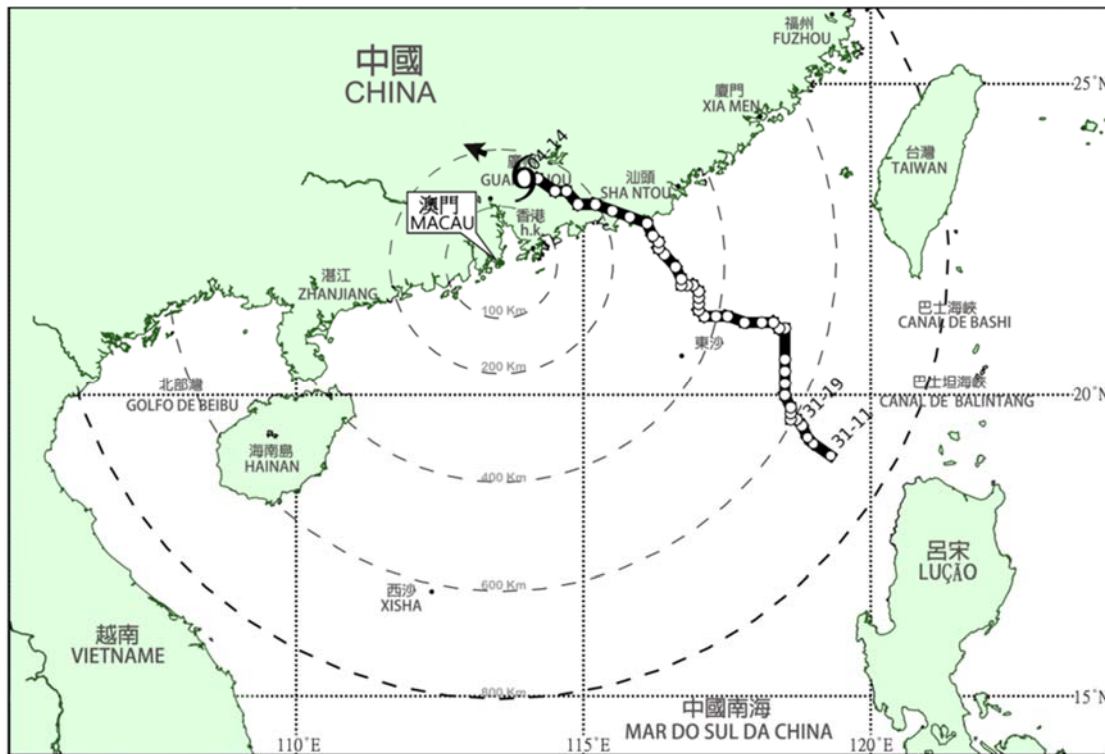 福州
FUZHOU
中國
CHINA
25°N
廈門
XIA MEN
台灣
TAIWAN
04-14
汕頭
SHA NTOU
澳門
MACAU
香港
h.k.
湛江
ZHANJIANG
100 Km
巴士海峽
CANAL DE BASHI
東沙
200 Km
北部灣
GOLFO DE BEIBU
巴士坦海峽
CANAL DE BALINTANG
20°N
31-19
31-11
海南島
HAINAN
400 Km
呂宋
LUÇÃO
西沙
XISHA
600 Km
越南
VIETNAME
800 Km
15°N
中國南海
MAR DO SUL DA CHINA
110°E
115°E
120°E